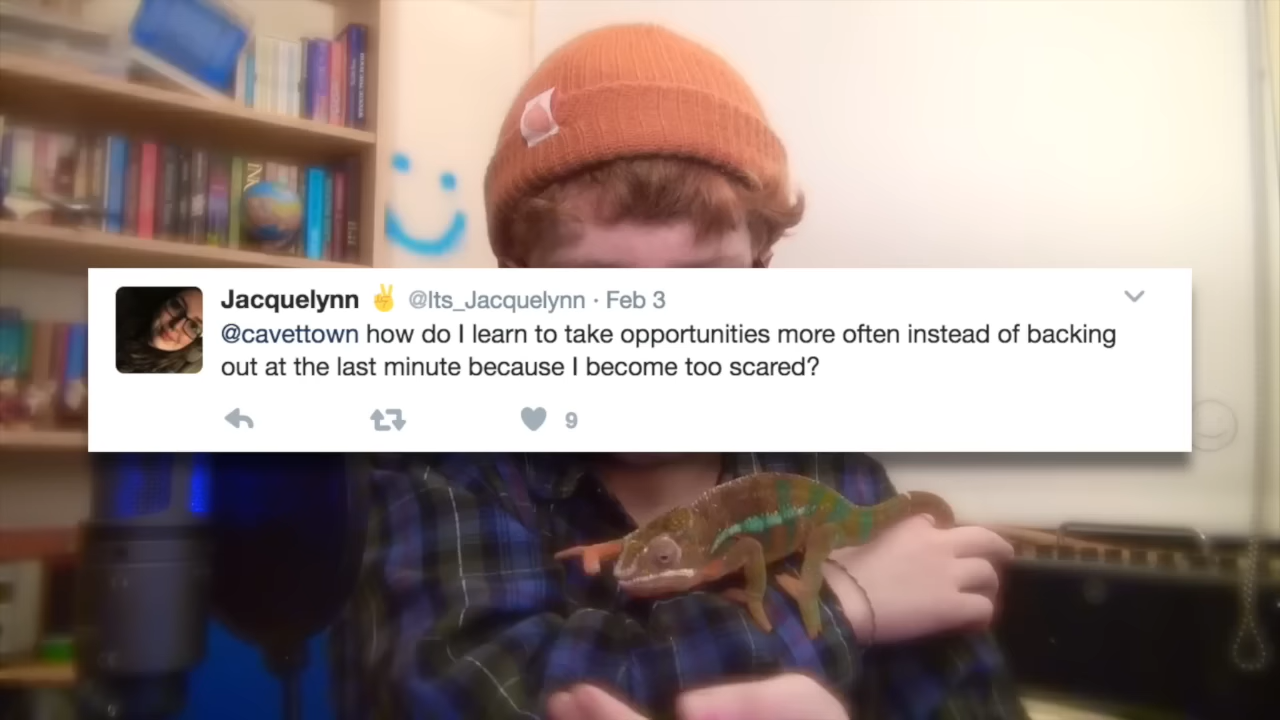 Jacquelynn ✌ @Its_Jacquelynn · Feb 3
@cavettown how do I learn to take opportunities more often instead of backing
out at the last minute because I become too scared?
9